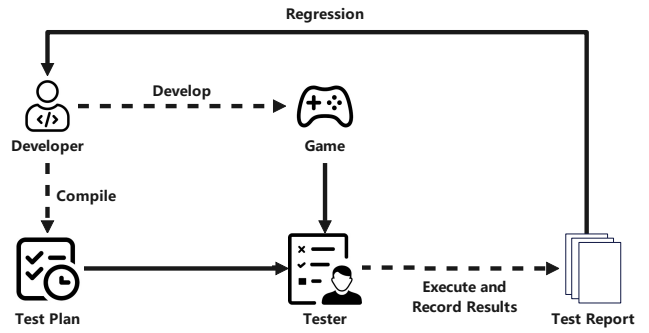 Regression
Develop
Developer
Game
Compile
Execute and
Record Results
Test Plan
Tester
Test Report